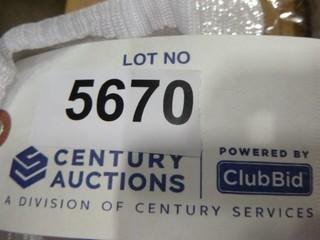 LOT NO
5670
CENTURY AUCTIONS
POWERED BY
ClubBid
A DIVISION OF CENTURY SERVICES